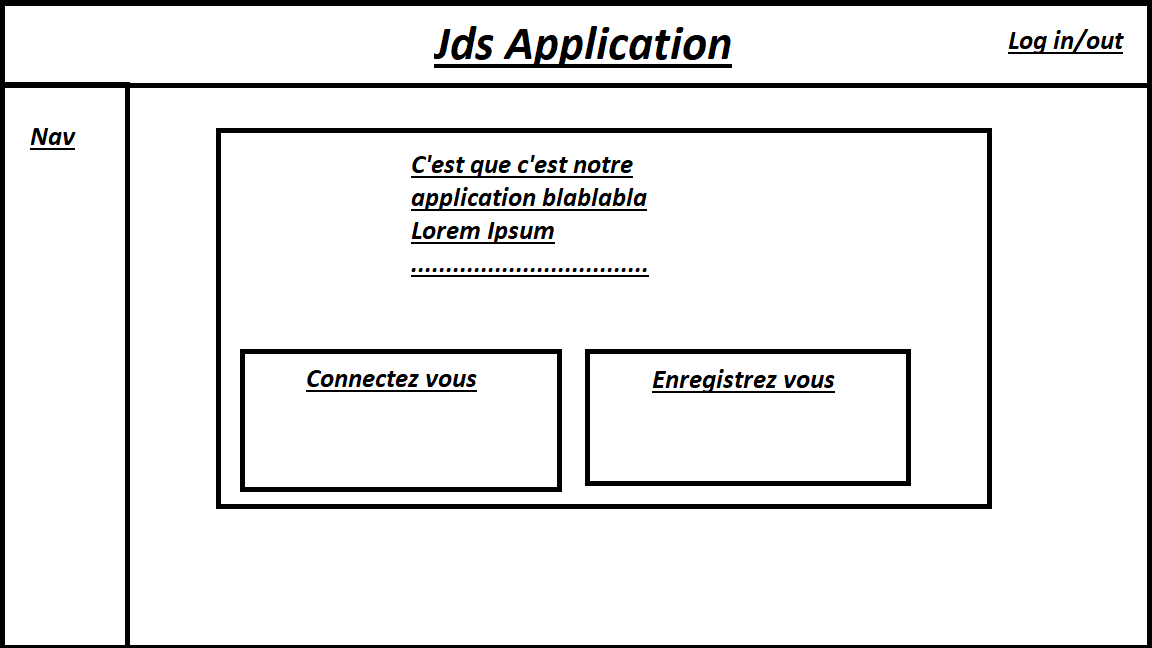 Jds Application
Log in/out
Nav
C'est que c'est notre
application blablabla
Lorem Ipsum
..................................
Connectez vous
Enregistrez vous